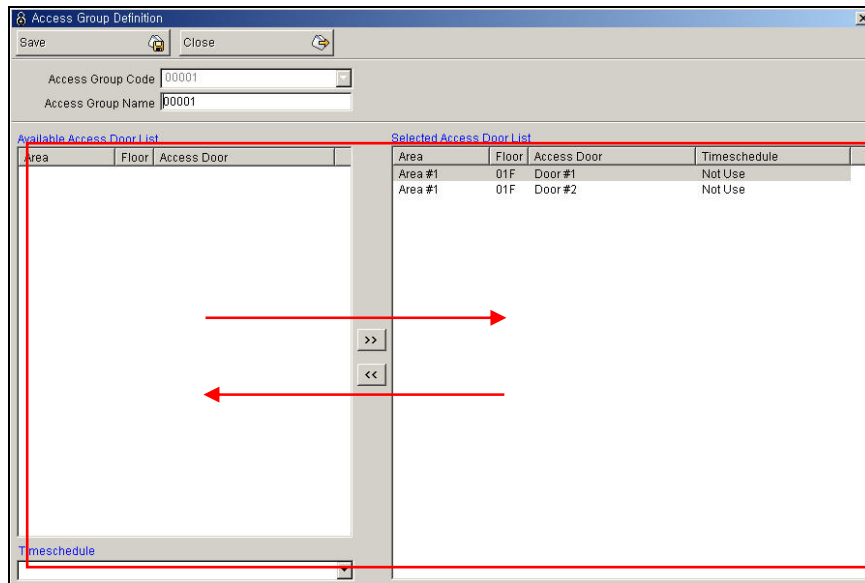 Access Group Definition
Save Close
Access Group Code 00001
Access Group Name 00001
Available Access Door List
Area Floor Access Door
Selected Access Door List
Area Floor Access Door Timeschedule
Area #1 01F Door #1 Not Use
Area #1 01F Door #2 Not Use
>>
<<
Timeschedule